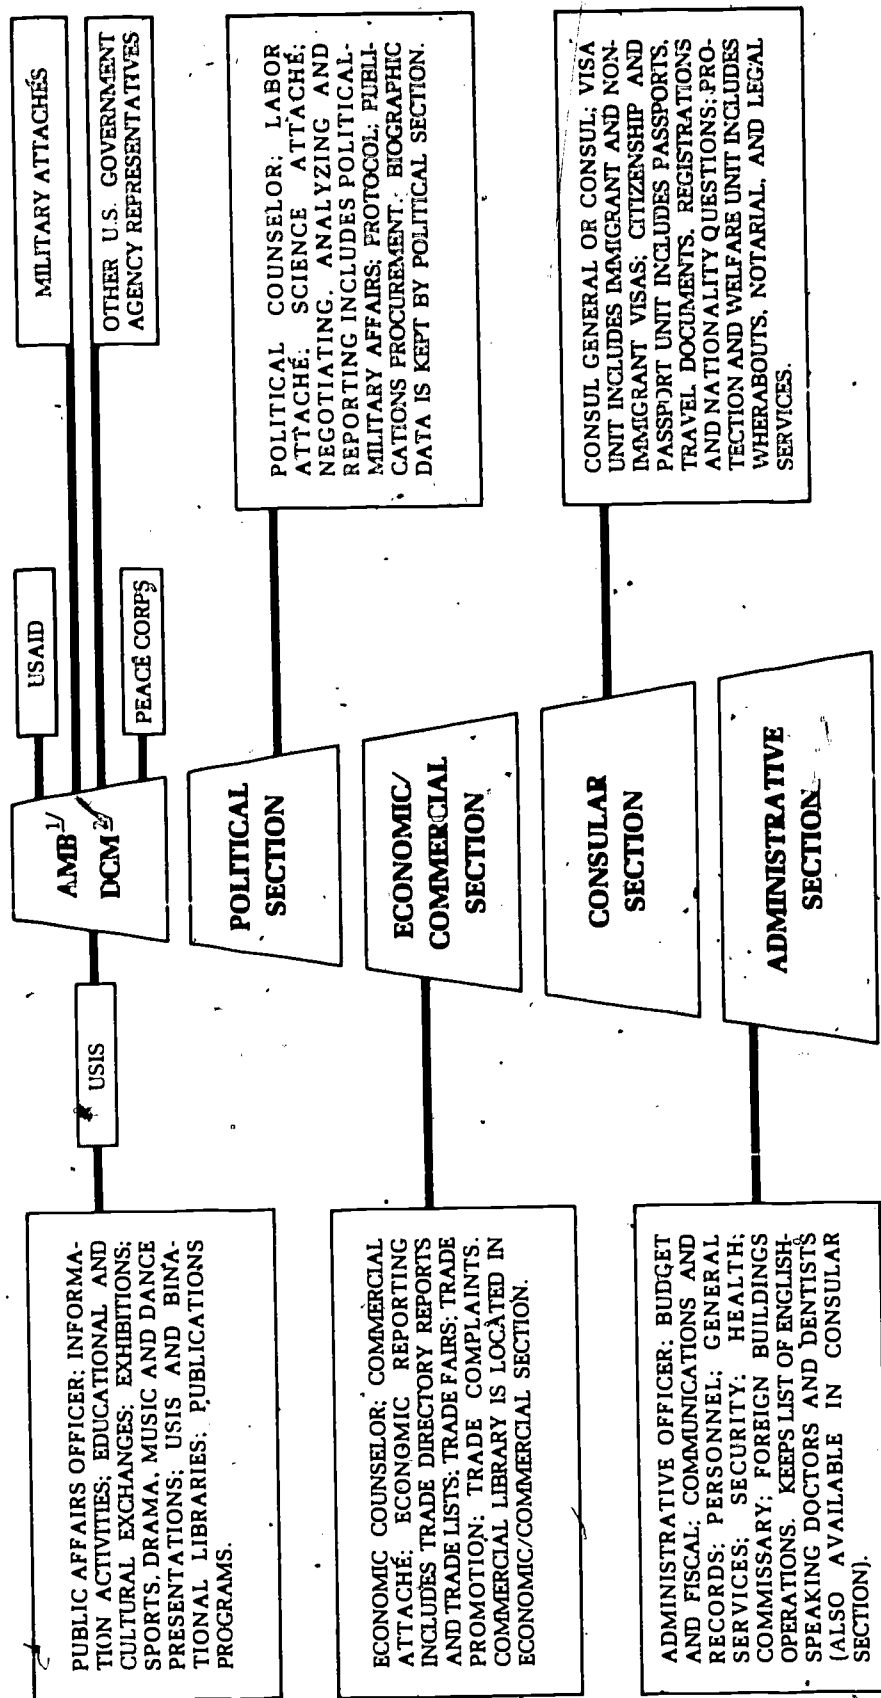 PUBLIC AFFAIRS OFFICER; INFORMA-
TION ACTIVITIES; EDUCATIONAL AND
CULTURAL EXCHANGES; EXHIBITIONS;
SPORTS, DRAMA, MUSIC AND DANCE
PRESENTATIONS; USIS AND BINA-
TIONAL LIBRARIES; PUBLICATIONS
PROGRAMS.
USIS
AMB 1/
DCM 2/
USAID
PEACE CORPS
MILITARY ATTACHÉS
OTHER U.S. GOVERNMENT
AGENCY REPRESENTATIVES
POLITICAL
SECTION
POLITICAL COUNSELOR; LABOR
ATTACHÉ; SCIENCE ATTACHÉ;
NEGOTIATING, ANALYZING AND
REPORTING INCLUDES POLITICAL-
MILITARY AFFAIRS; PROTOCOL; PUBLI-
CATIONS PROCUREMENT. BIOGRAPHIC
DATA IS KEPT BY POLITICAL SECTION.
ECONOMIC COUNSELOR; COMMERCIAL
ATTACHÉ; ECONOMIC REPORTING
INCLUDES TRADE DIRECTORY REPORTS
AND TRADE LISTS; TRADE FAIRS; TRADE
PROMOTION; TRADE COMPLAINTS.
COMMERCIAL LIBRARY IS LOCATED IN
ECONOMIC/COMMERCIAL SECTION.
ECONOMIC/
COMMERCIAL
SECTION
CONSULAR
SECTION
CONSUL GENERAL OR CONSUL; VISA
UNIT INCLUDES IMMIGRANT AND NON-
IMMIGRANT VISAS; CITIZENSHIP AND
PASSPORT UNIT INCLUDES PASSPORTS,
TRAVEL DOCUMENTS, REGISTRATIONS
AND NATIONALITY QUESTIONS; PRO-
TECTION AND WELFARE UNIT INCLUDES
WHERABOUTS, NOTARIAL, AND LEGAL
SERVICES.
ADMINISTRATIVE OFFICER; BUDGET
AND FISCAL; COMMUNICATIONS AND
RECORDS; PERSONNEL; GENERAL
SERVICES; SECURITY; HEALTH;
COMMISSARY; FOREIGN BUILDINGS
OPERATIONS. KEEPS LIST OF ENGLISH-
SPEAKING DOCTORS AND DENTISTS
(ALSO AVAILABLE IN CONSULAR
SECTION).
ADMINISTRATIVE
SECTION